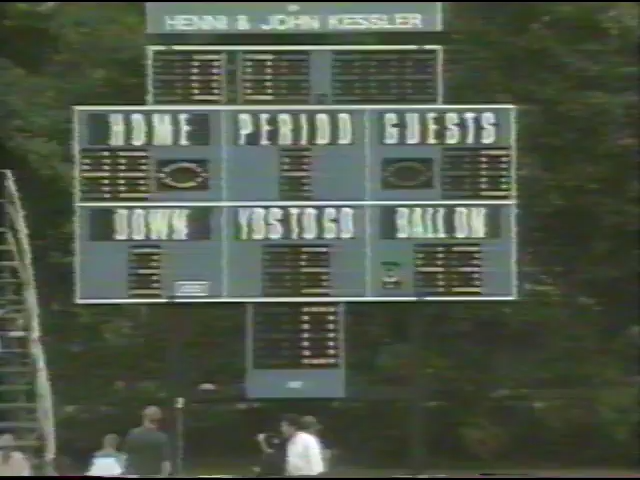 HENNI & JOHN KESSLER
HOME PERIOD GUESTS
DOWN YDS TO GO BALL ON